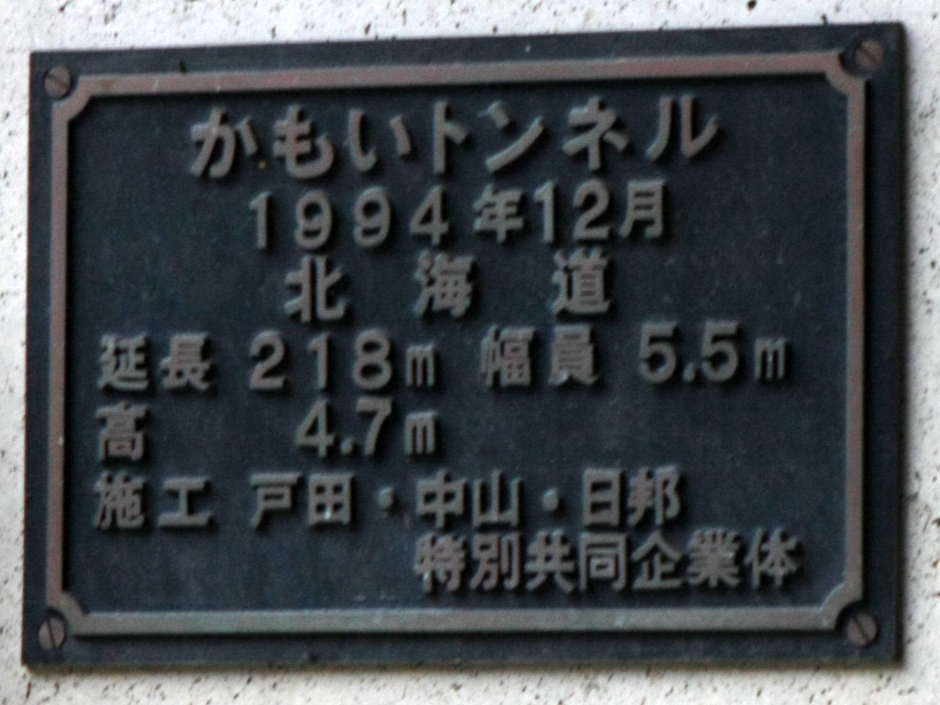 かもいトンネル
1994年12月
北海道
延長 218m 幅員 5.5m
高 4.7m
施工 戸田・中山・日邦
特別共同企業体